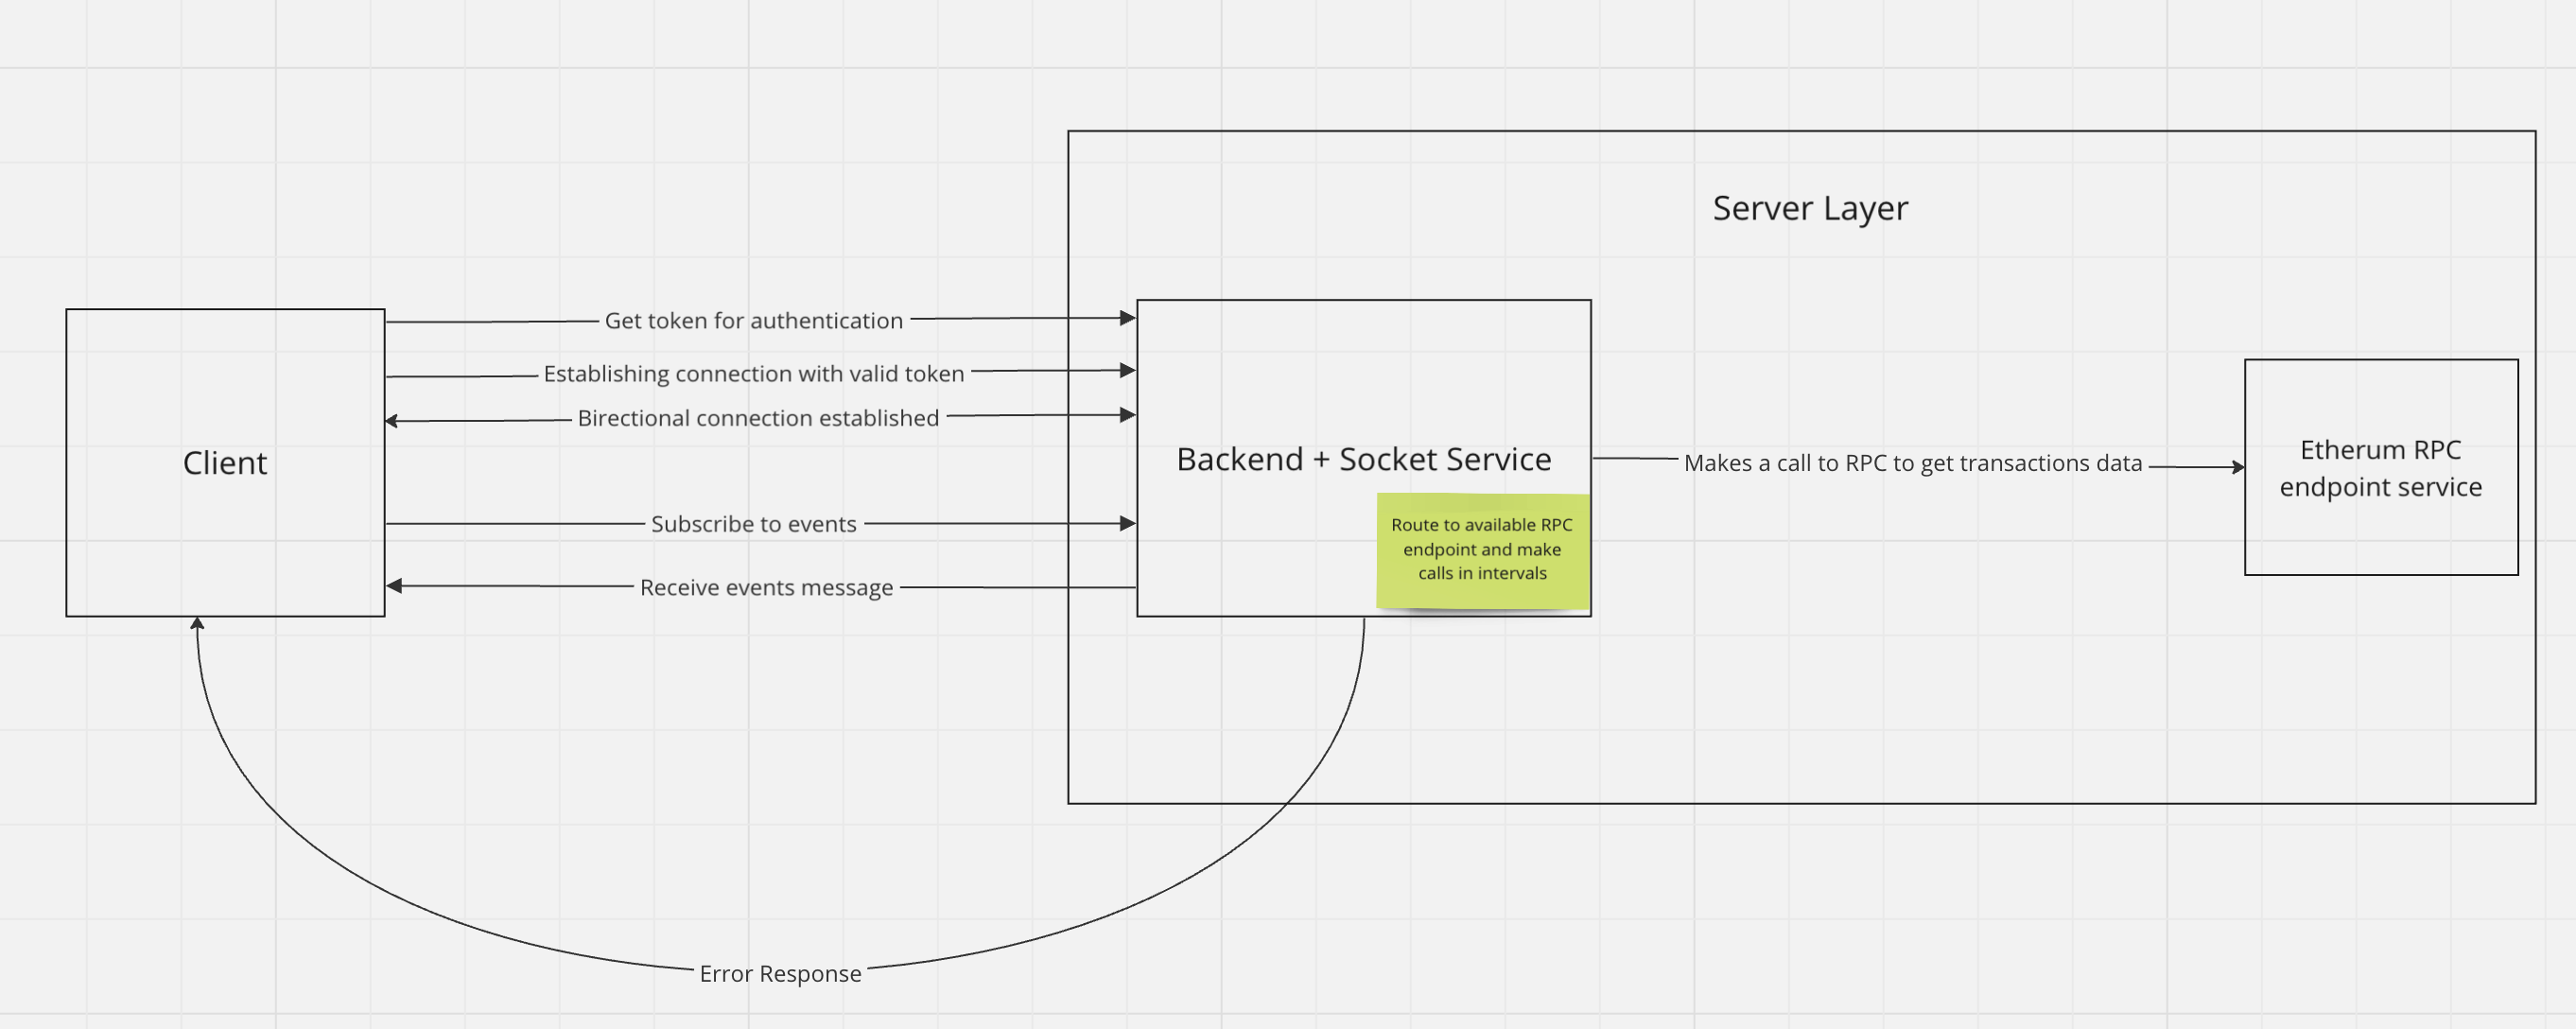 Server Layer
Get token for authentication
Establishing connection with valid token
Birectional connection established
Client
Backend + Socket Service
Makes a call to RPC to get transactions data
Etherum RPC
endpoint service
Subscribe to events
Route to available RPC
endpoint and make
calls in intervals
Receive events message
Error Response